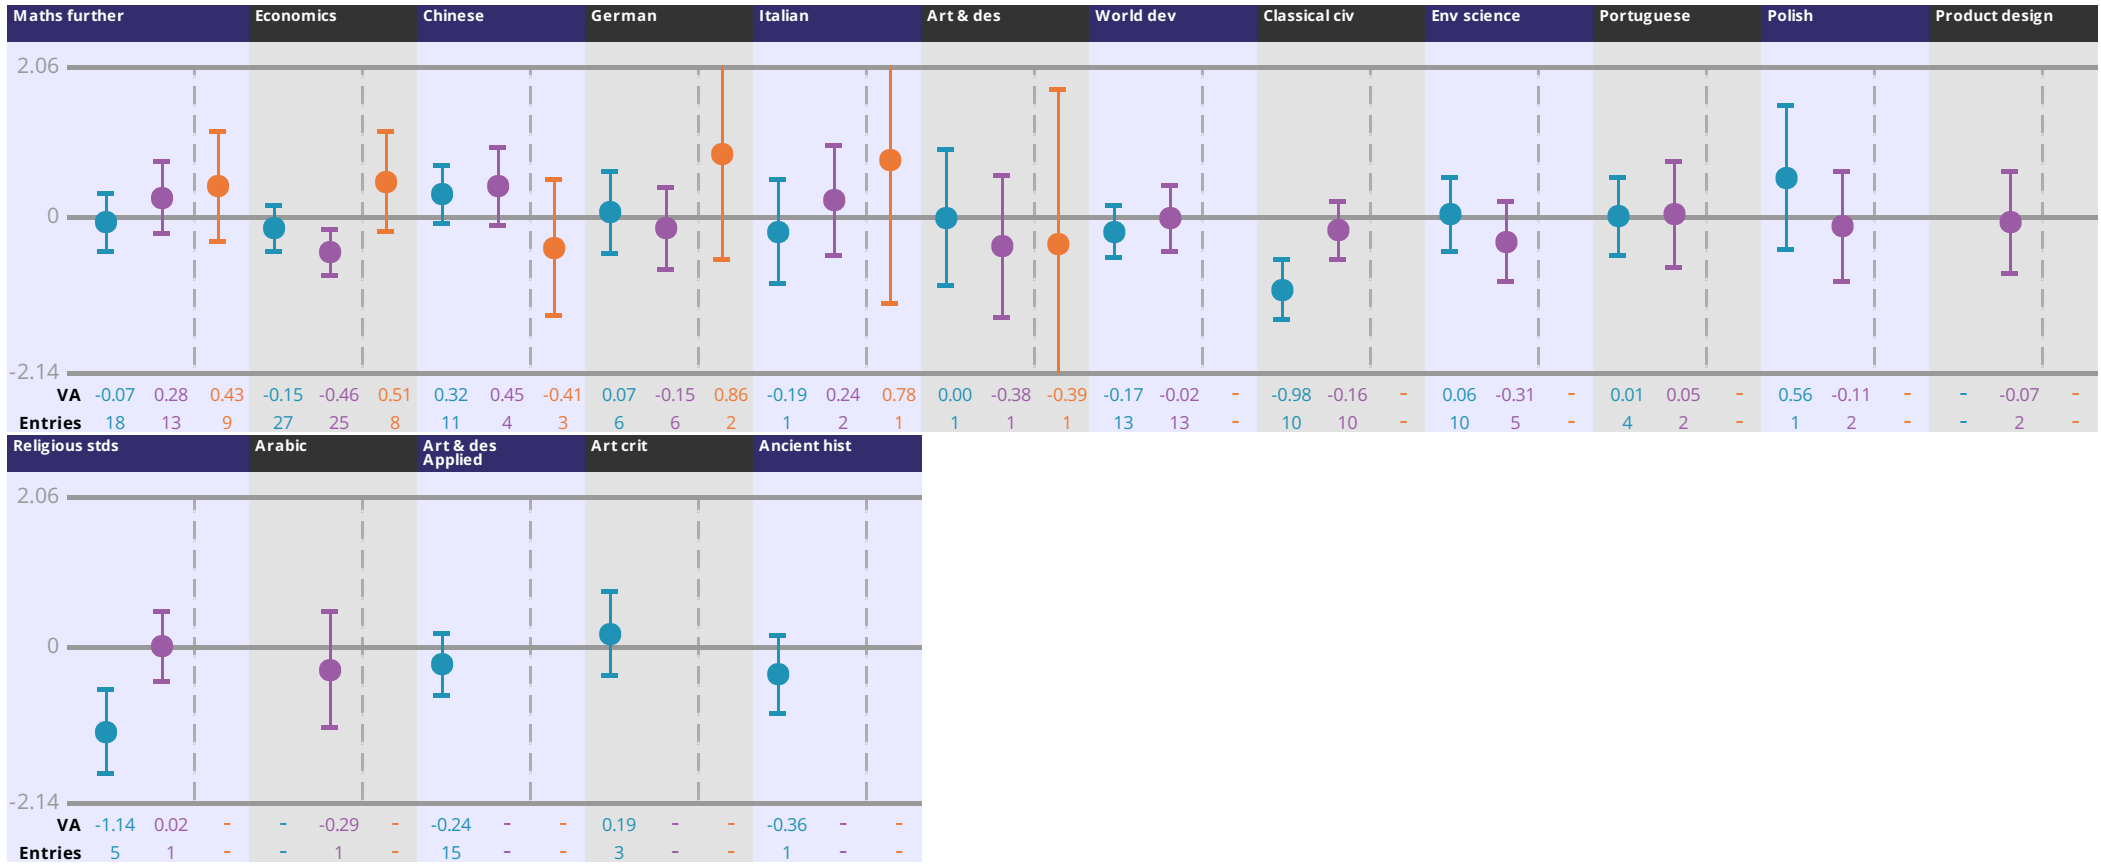 Maths further Economics Chinese German Italian Art & des World dev Classical civ Env science Portuguese Polish Product design
2.06
0
-2.14
VA -0.07 0.28 0.43 -0.15 -0.46 0.51 0.32 0.45 -0.41 0.07 -0.15 0.86 -0.19 0.24 0.78 0.00 -0.38 -0.39 -0.17 -0.02 - -0.98 -0.16 - 0.06 -0.31 - 0.01 0.05 - 0.56 -0.11 - - -0.07 -
Entries 18 13 9 27 25 8 11 4 3 6 6 2 1 2 1 1 1 1 13 13 - 10 10 - 10 5 - 4 2 - 1 2 - - 2 -
Religious stds Arabic Art & des Art crit Ancient hist
Applied
2.06
0
-2.14
VA -1.14 0.02 - - -0.29 - -0.24 - - 0.19 - - -0.36 - -
Entries 5 1 - - 1 - 15 - - 3 - - 1 - -